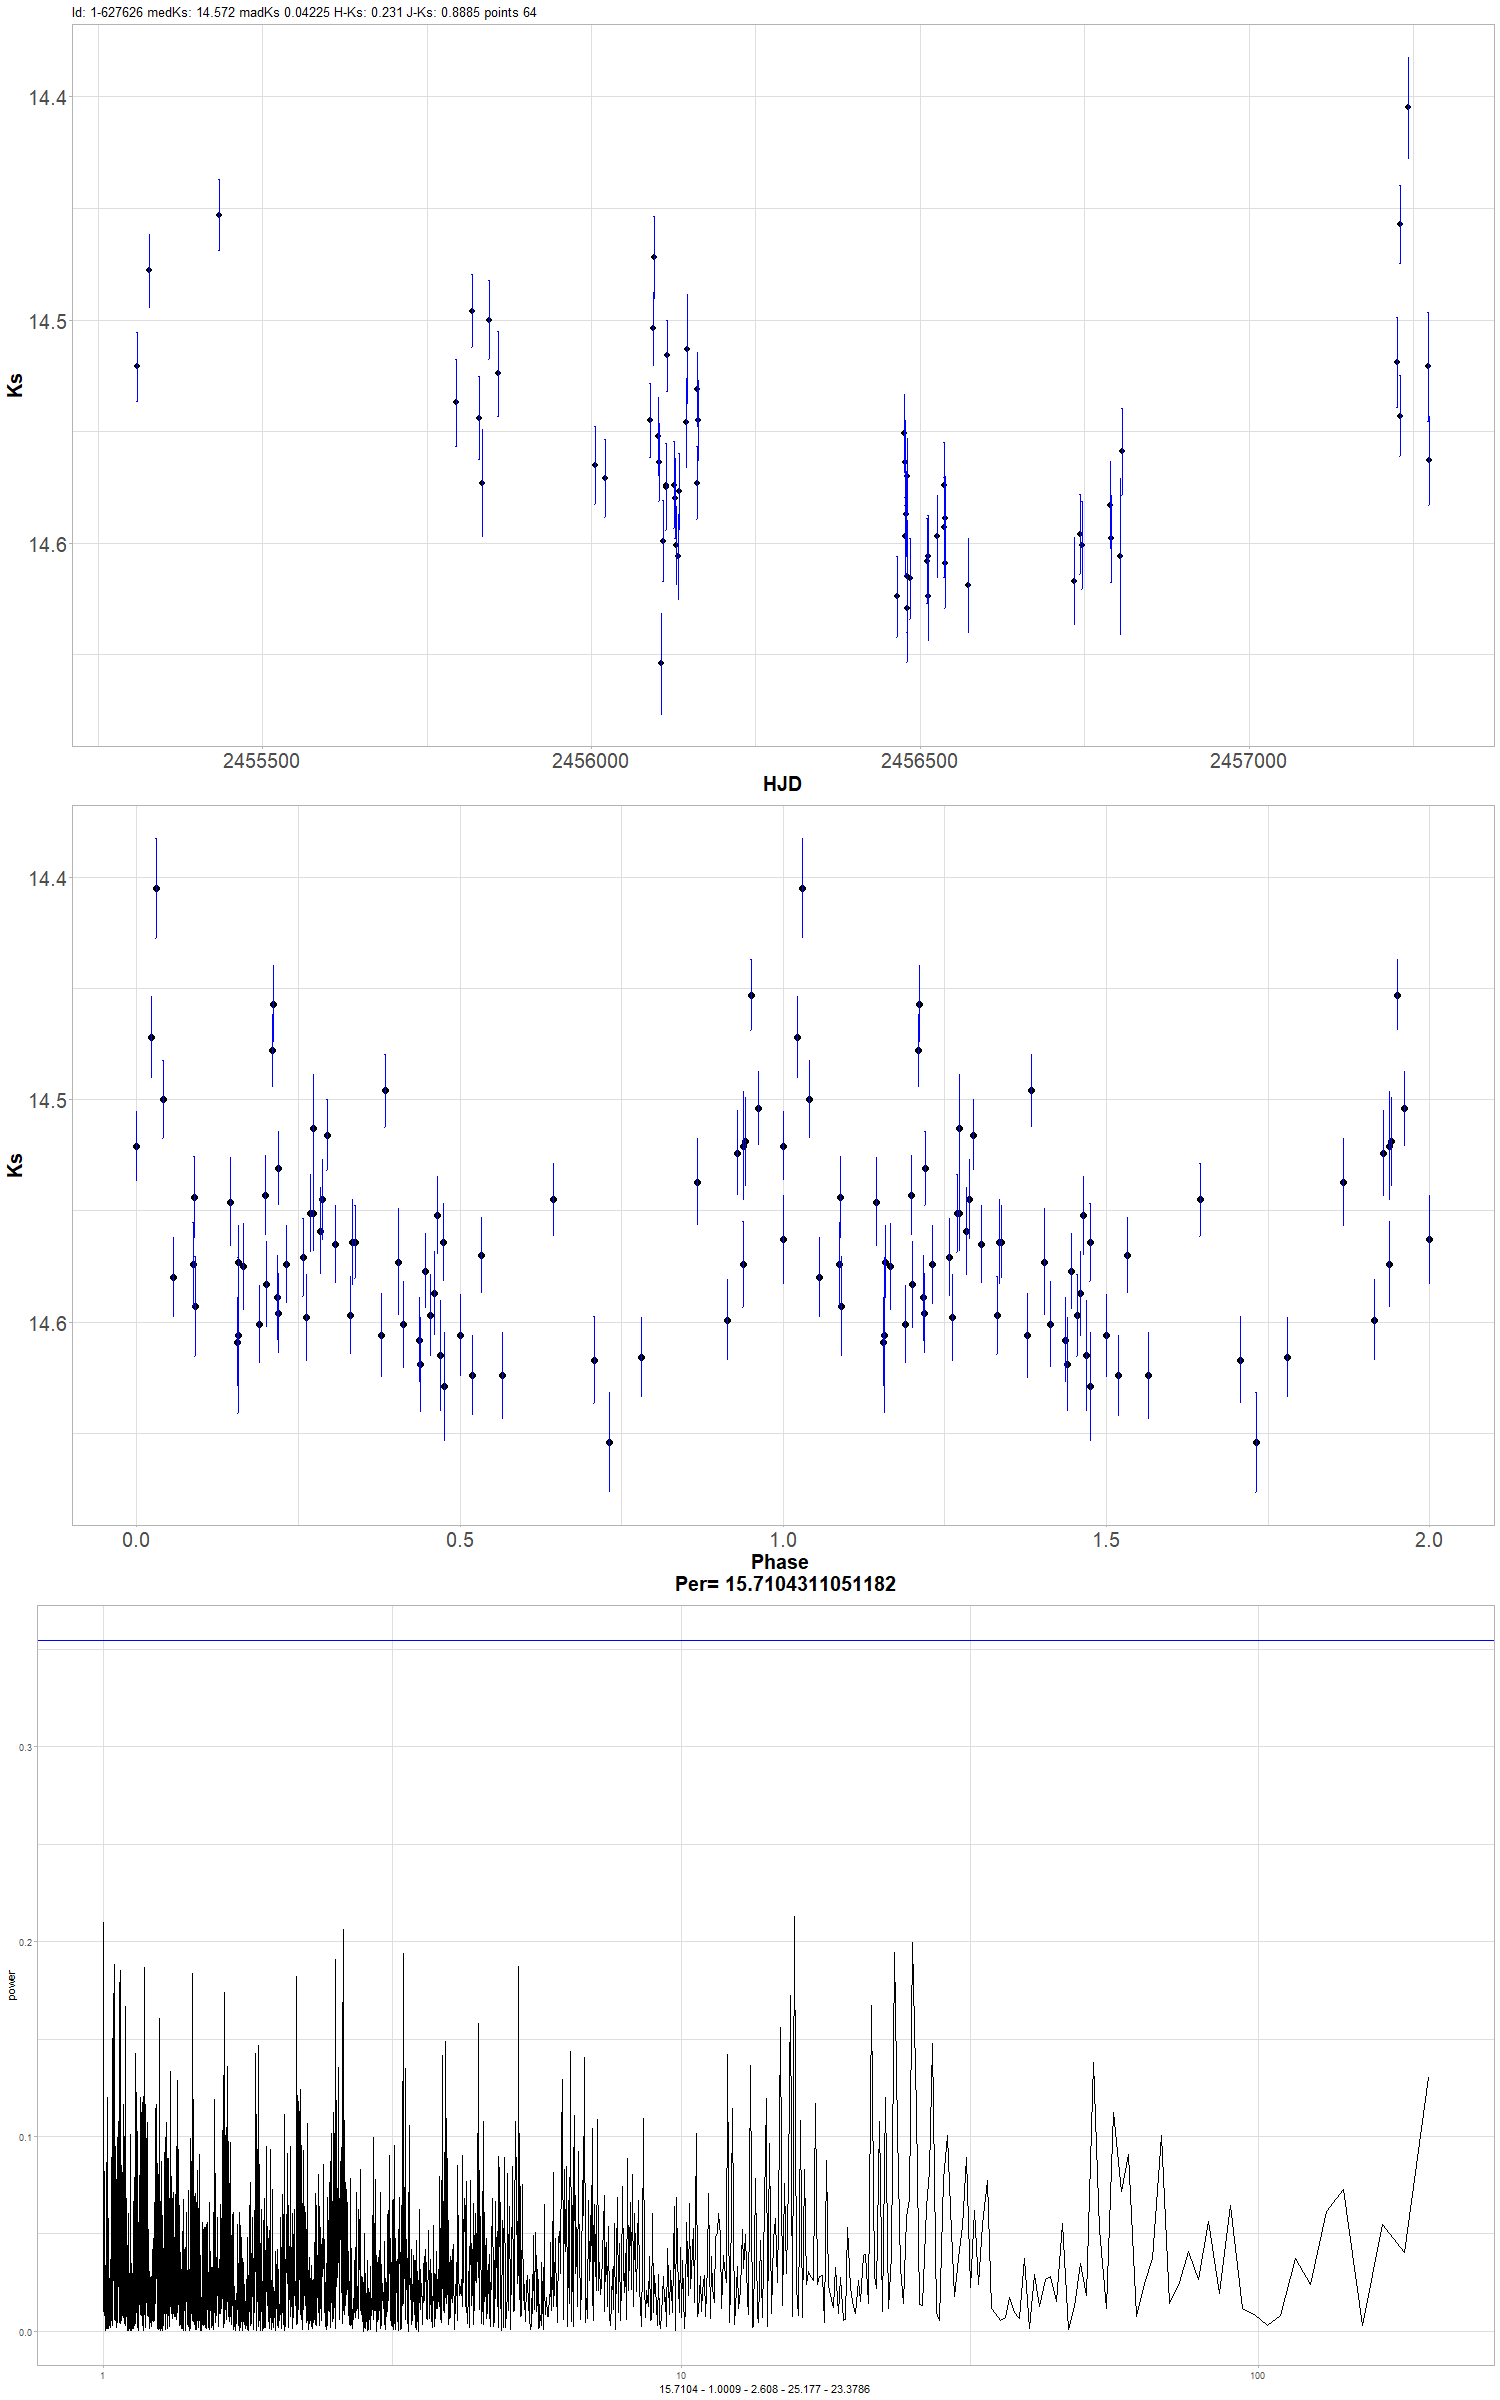 Id: 1-627626 medKs: 14.572 madKs 0.04225 H-Ks: 0.231 J-Ks: 0.8885 points 64
14.4
14.5
14.6
Ks
2455500 2456000 2456500 2457000
HJD
14.4
14.5
14.6
Ks
0.0 0.5 1.0 1.5 2.0
Phase
Per= 15.7104311051182
0.3
0.2
0.1
0.0
power
1 10 100
15.7104 - 1.0009 - 2.608 - 25.177 - 23.3786